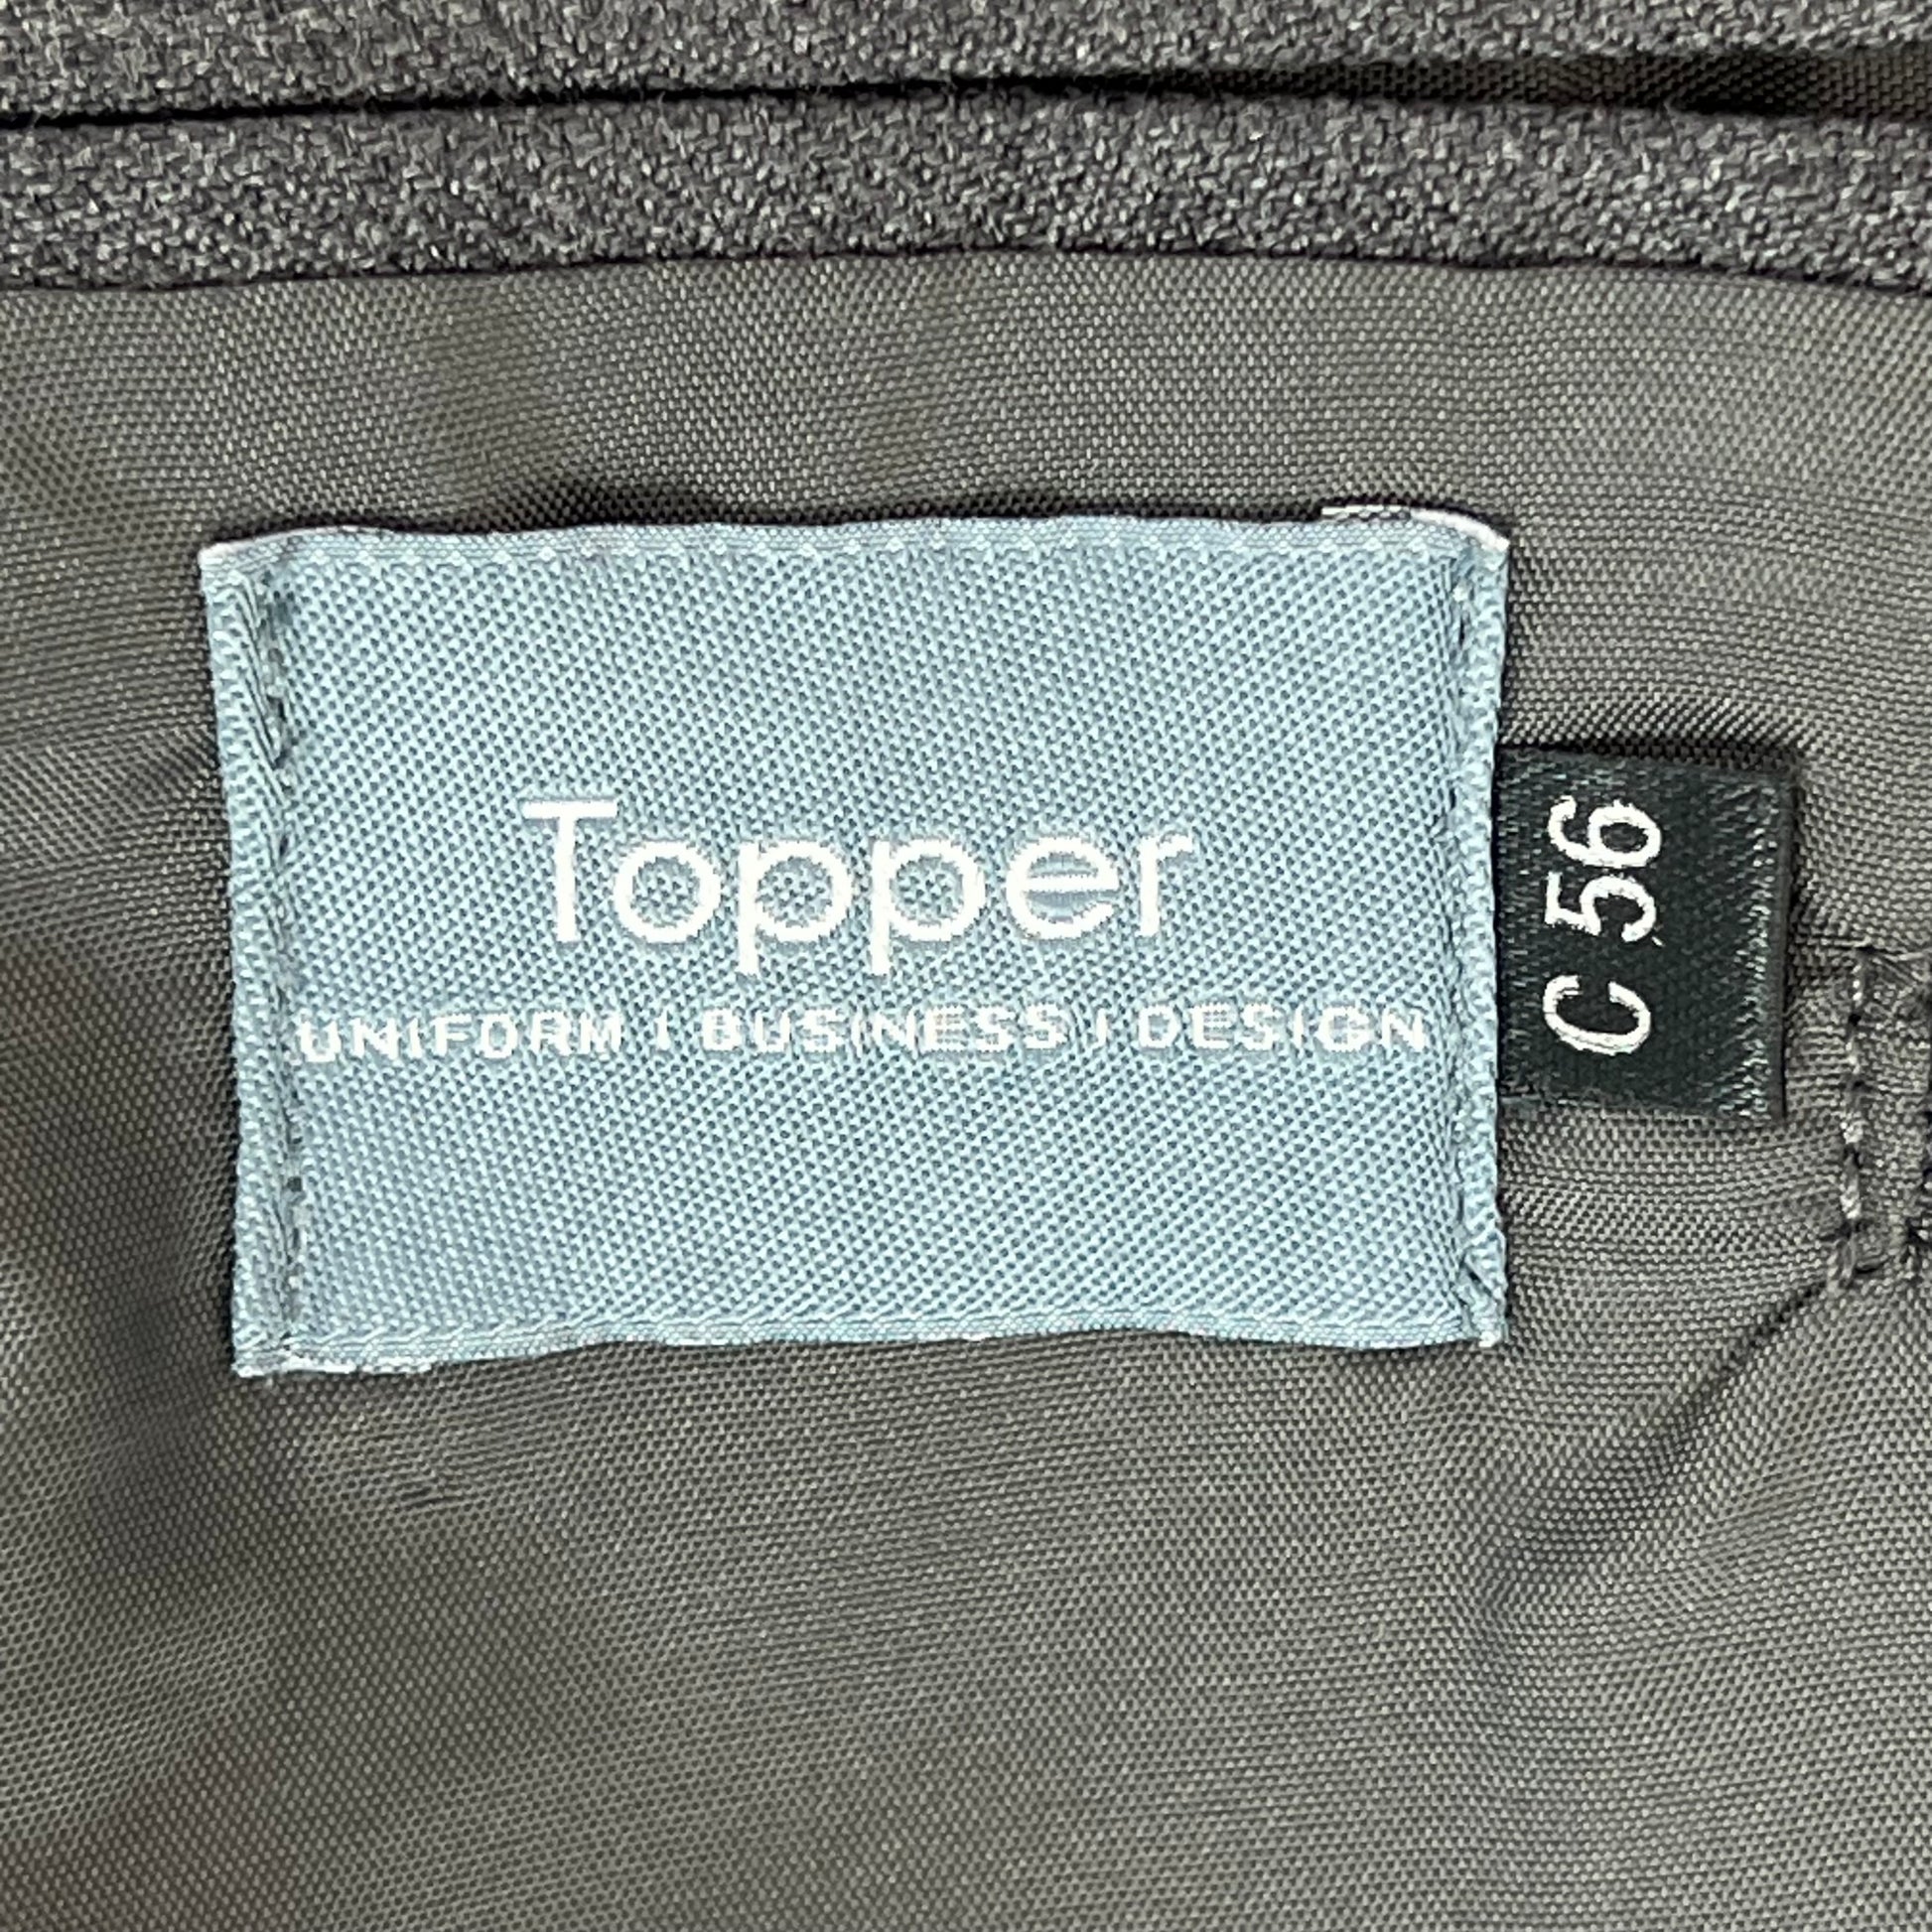 Topper
UNIFORM | BUSINESS | DESIGN
C 56